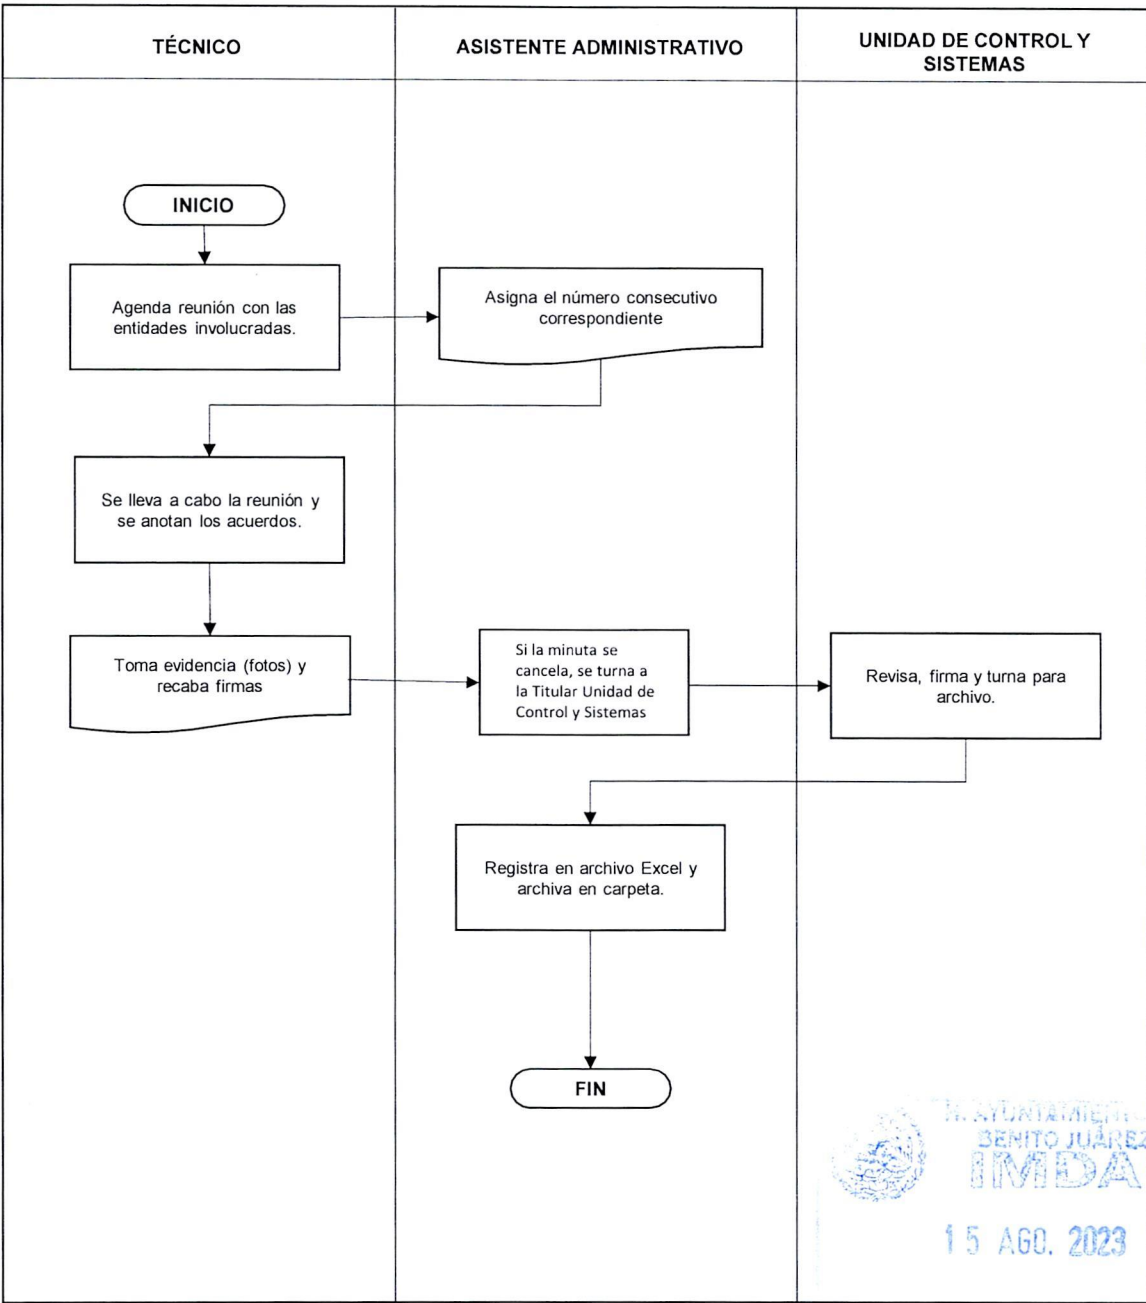 TÉCNICO
ASISTENTE ADMINISTRATIVO
UNIDAD DE CONTROL Y
SISTEMAS
INICIO
Agenda reunión con las
entidades involucradas.
Asigna el número consecutivo
correspondiente
Se lleva a cabo la reunión y
se anotan los acuerdos.
Toma evidencia (fotos) y
recaba firmas
Si la minuta se
cancela, se turna a
la Titular Unidad de
Control y Sistemas
Revisa, firma y turna para
archivo.
Registra en archivo Excel y
archiva en carpeta.
FIN
H. AYUNTAMIENTO
BENITO JUÁREZ
IMDA
15 AGO. 2023